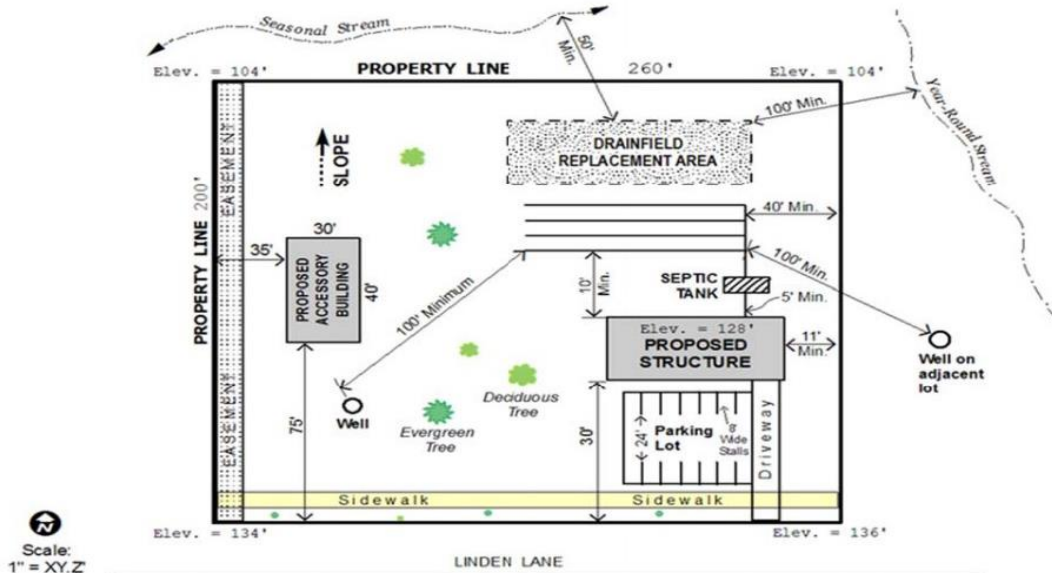 Seasonal Stream
50'
Min.
Elev. = 104'
PROPERTY LINE
260'
Elev. = 104'
100' Min.
Year-Round Stream
EASEMENT
SLOPE
DRAINFIELD
REPLACEMENT AREA
PROPERTY LINE 200'
30'
40' Min.
35'
PROPOSED
ACCESSORY
BUILDING
40'
100' Minimum
10'
Min.
SEPTIC
TANK
100' Min.
5' Min.
Elev. = 128'
PROPOSED
STRUCTURE
11'
Min.
Well on
adjacent
lot
EASEMENT
75'
Well
Deciduous
Tree
Evergreen
Tree
30'
24'
Parking
Lot
8'
Wide
Stalls
Driveway
Sidewalk
Sidewalk
N
Scale:
1" = XY.Z'
Elev. = 134'
Elev. = 136'
LINDEN LANE